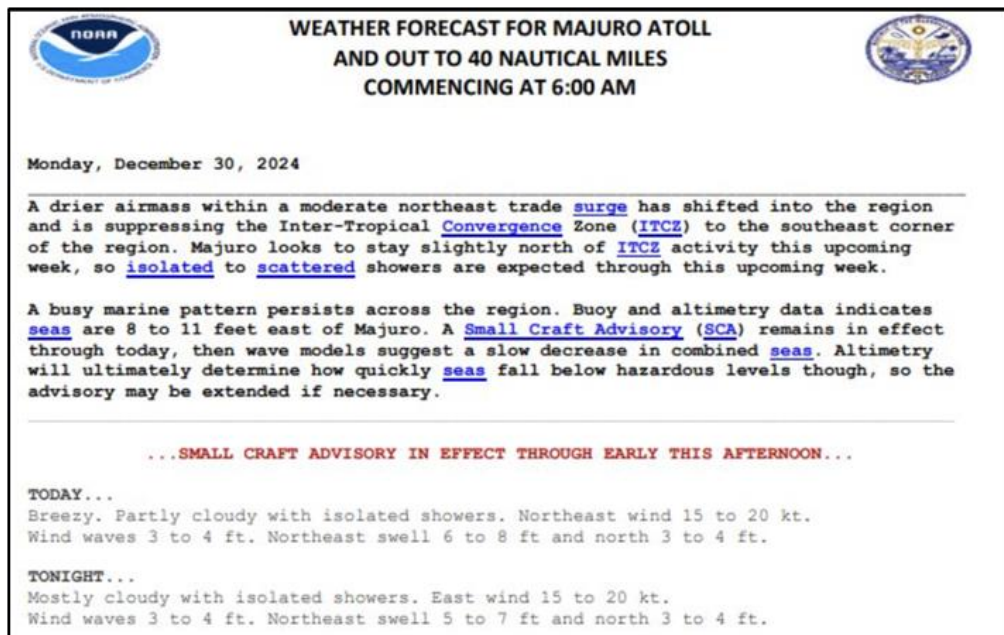 NOAA
WEATHER FORECAST FOR MAJURO ATOLL
AND OUT TO 40 NAUTICAL MILES
COMMENCING AT 6:00 AM
Monday, December 30, 2024
A drier airmass within a moderate northeast trade surge has shifted into the region
and is suppressing the Inter-Tropical Convergence Zone (ITCZ) to the southeast corner
of the region. Majuro looks to stay slightly north of ITCZ activity this upcoming
week, so isolated to scattered showers are expected through this upcoming week.
A busy marine pattern persists across the region. Buoy and altimetry data indicates
seas are 8 to 11 feet east of Majuro. A Small Craft Advisory (SCA) remains in effect
through today, then wave models suggest a slow decrease in combined seas. Altimetry
will ultimately determine how quickly seas fall below hazardous levels though, so the
advisory may be extended if necessary.
...SMALL CRAFT ADVISORY IN EFFECT THROUGH EARLY THIS AFTERNOON...
TODAY...
Breezy. Partly cloudy with isolated showers. Northeast wind 15 to 20 kt.
Wind waves 3 to 4 ft. Northeast swell 6 to 8 ft and north 3 to 4 ft.
TONIGHT...
Mostly cloudy with isolated showers. East wind 15 to 20 kt.
Wind waves 3 to 4 ft. Northeast swell 5 to 7 ft and north 3 to 4 ft.